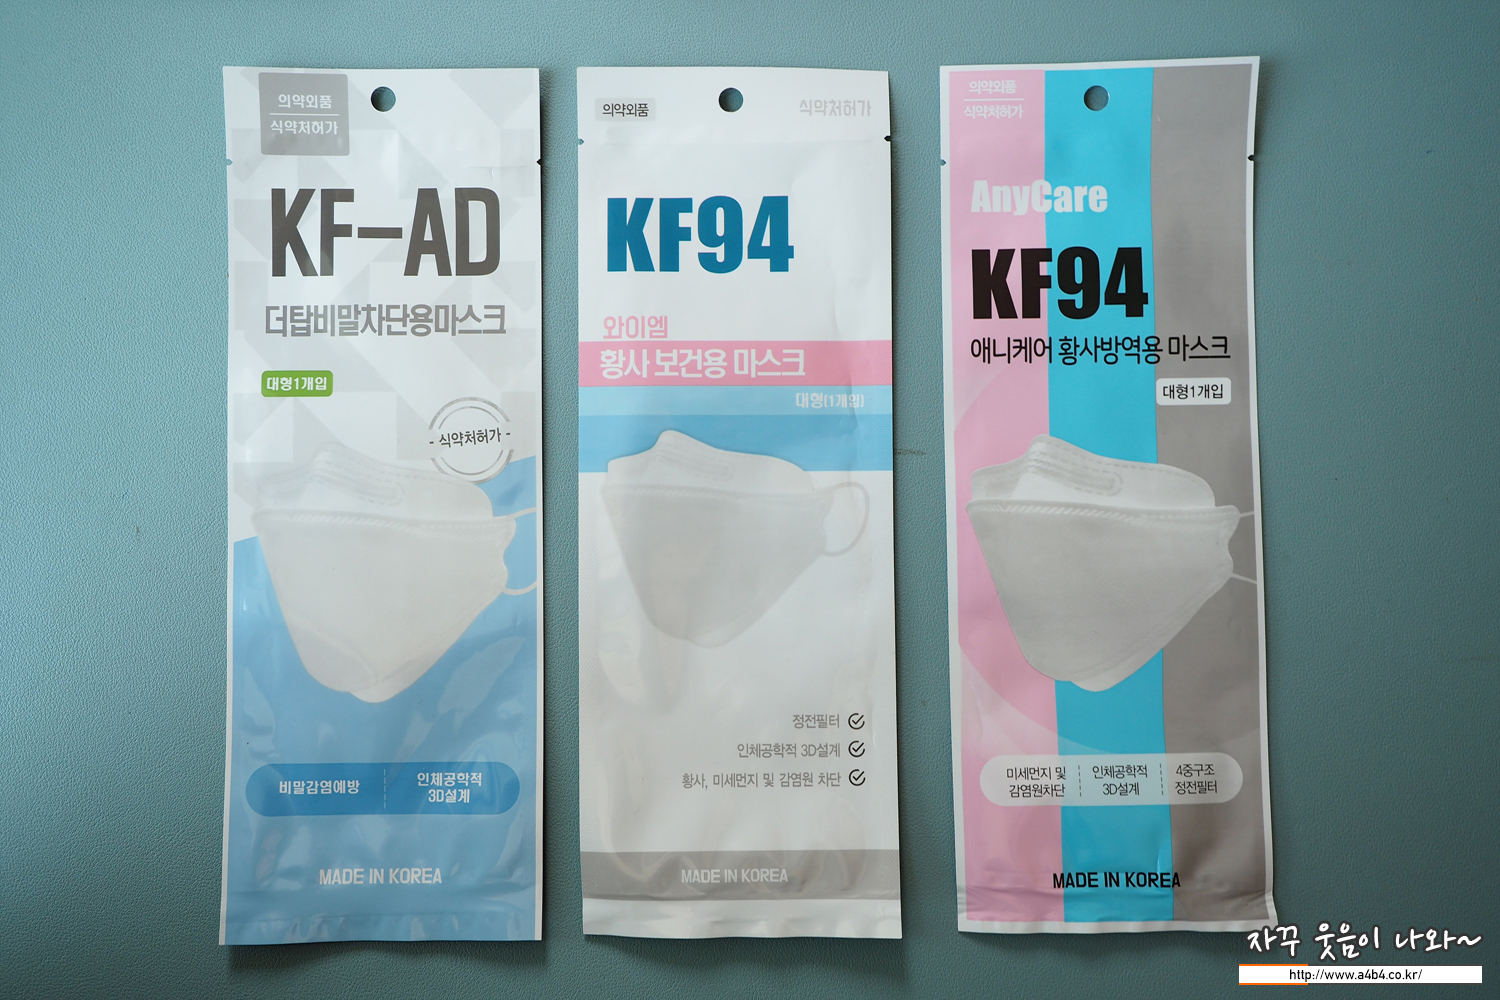 의약외품
식약처허가
KF-AD
더탑비말차단용마스크
대형1개입
- 식약처허가 -
비말감염예방
인체공학적
3D설계
MADE IN KOREA
의약외품
식약처허가
KF94
와이엠
황사 보건용 마스크
대형(1개입)
정전필터
인체공학적 3D설계
황사, 미세먼지 및 감염원 차단
MADE IN KOREA
의약외품
식약처허가
AnyCare
KF94
애니케어 황사방역용 마스크
대형1개입
미세먼지 및
감염원차단
인체공학적
3D설계
4중구조
정전필터
MADE IN KOREA
자꾸 웃음이 나와~
http://www.a4b4.co.kr/